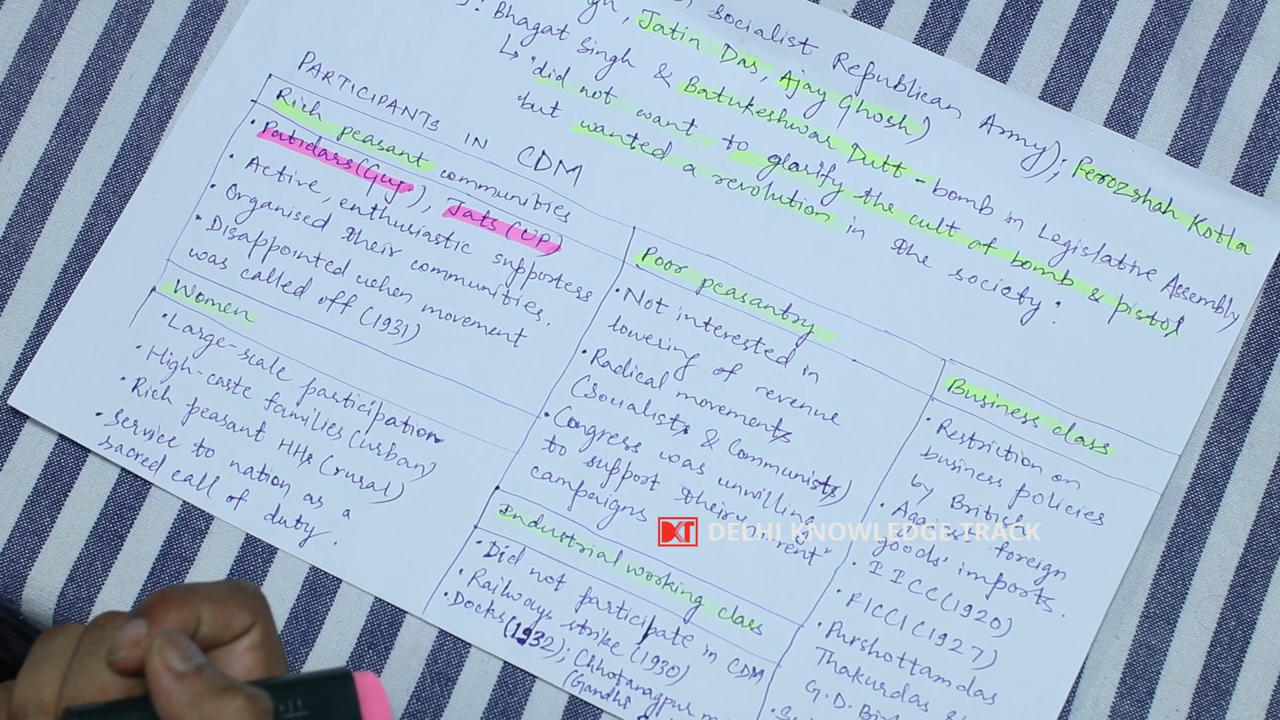 Socialist Republican Army); Ferozshah Kotla
Jatin Das, Ajay Ghosh)
Bhagat Singh & Batukeshwar Dutt - bomb in Legislative Assembly
↳ "did not want to glorify the cult of bomb & pistol
but wanted a revolution in the society".
PARTICIPANTS IN CDM
Rich peasant communities
• Patidars (Guj), Jats (UP)
• Active, enthusiastic supporters
• Organised their communities.
• Disappointed when movement
was called off (1931)
Women
• Large-scale participation
• High-caste families (urban)
• Rich peasant HHs (rural)
• Service to nation as a
sacred call of duty.
Poor peasantry
• Not interested in
lowering of revenue
• Radical movements
(Socialists & Communists)
• Congress was unwilling
to support their
campaigns rent"
Industrial working class
• Did not participate in CDM
• Railways strike (1930)
• Docks (1932); Chhotanagpur
(Gandhi
Business class
• Restriction on
business policies
by British
• Against foreign
goods' imports.
• IICC (1920)
• FICCI (1927)
• Purshottamdas
Thakurdas &
G.D.
DKT DELHI KNOWLEDGE TRACK